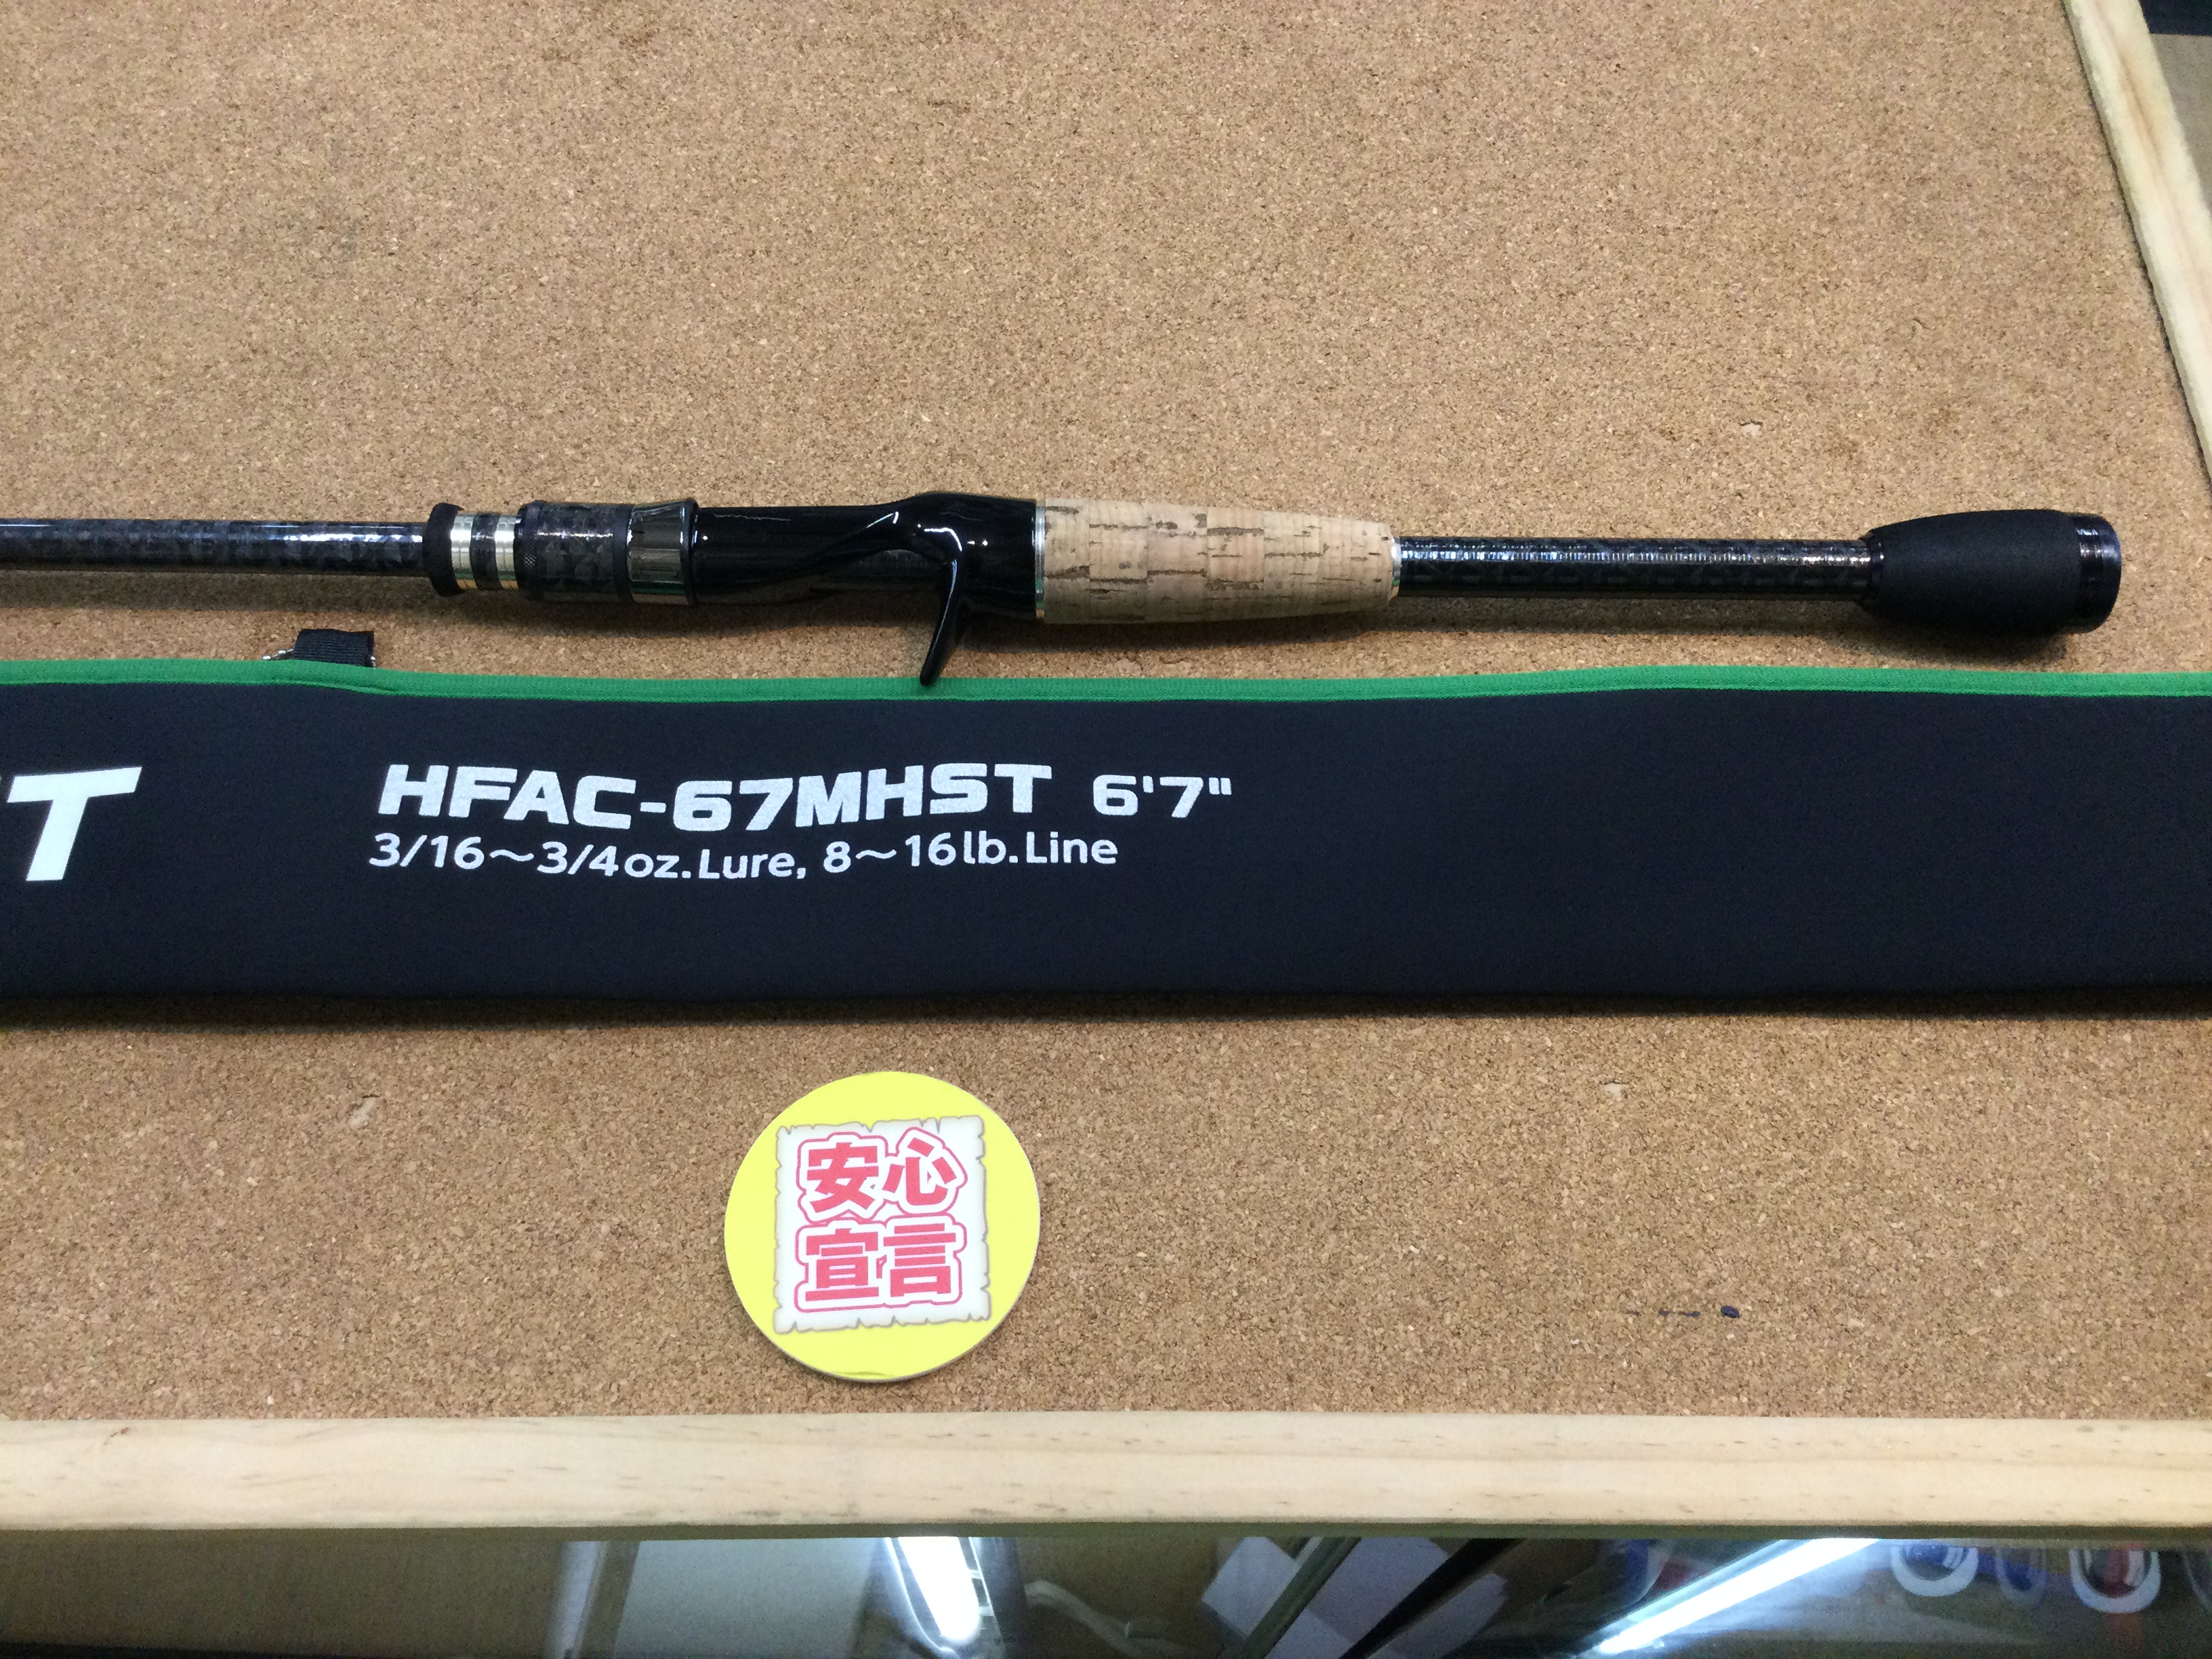 T
HFAC-67MHST 6'7"
3/16〜3/4oz.Lure, 8〜16lb.Line
安心
宣言